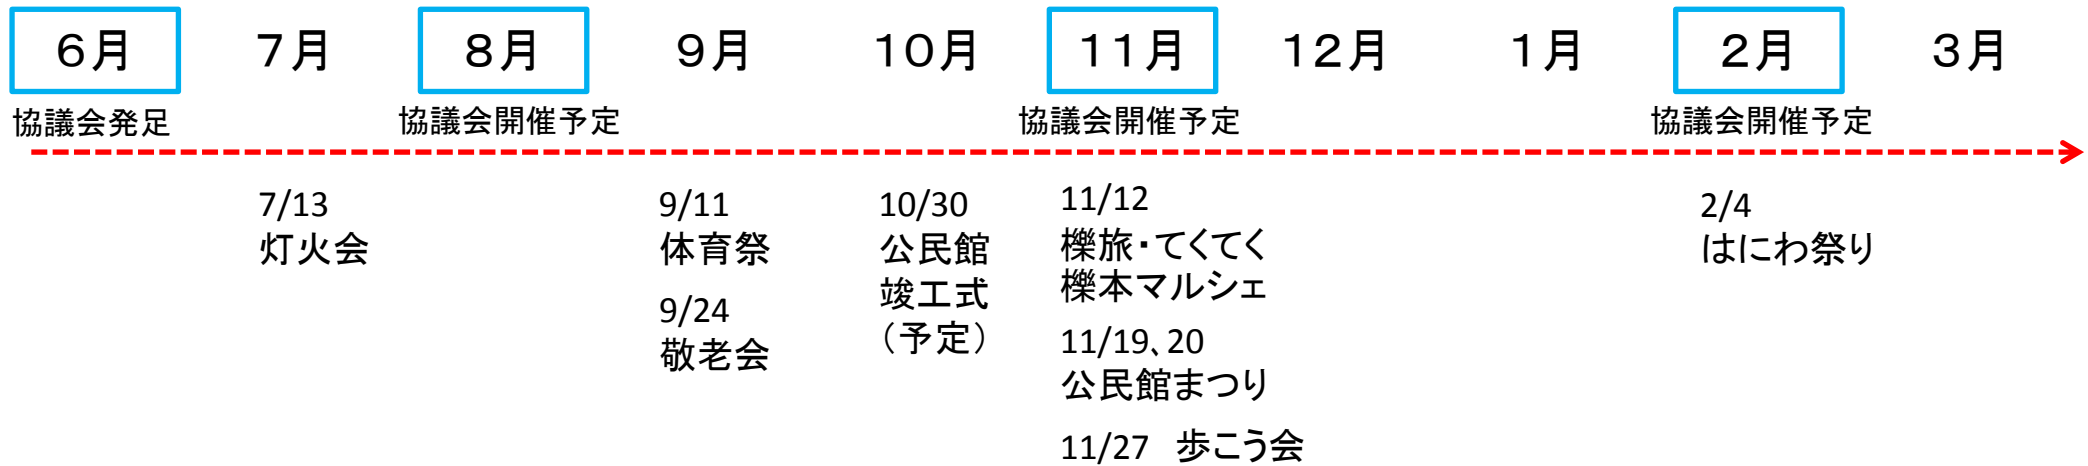 6月 7月 8月 9月 10月 11月 12月 1月 2月 3月
協議会発足 協議会開催予定 協議会開催予定 協議会開催予定
7/13
灯火会
9/11
体育祭
9/24
敬老会
10/30
公民館
竣工式
（予定）
11/12
櫟旅・てくてく
櫟本マルシェ
11/19、20
公民館まつり
11/27 歩こう会
2/4
はにわ祭り